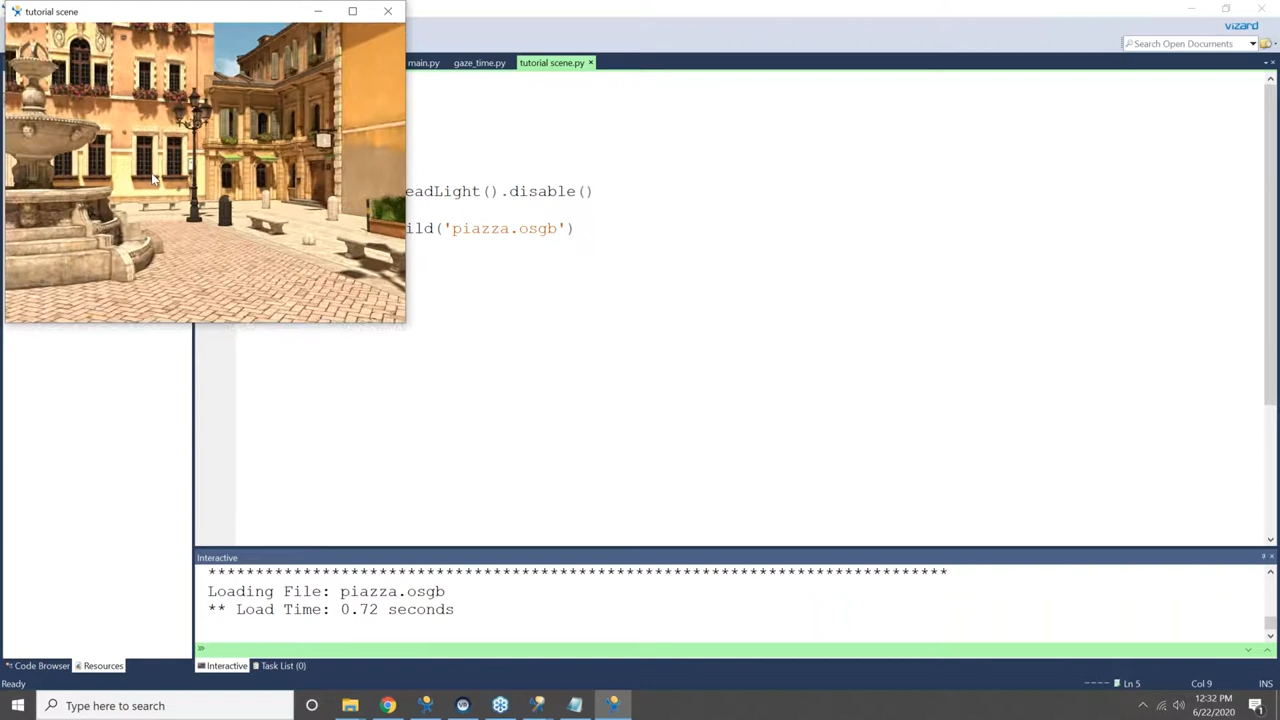 tutorial scene
vizard
Search Open Documents
main.py
gaze_time.py
tutorial scene.py
eadLight().disable()
ild('piazza.osgb')
Interactive
*******************************************************************************
Loading File: piazza.osgb
** Load Time: 0.72 seconds
Code Browser
Resources
Interactive
Task List (0)
Ready
Ln 5
Col 9
INS
Type here to search
12:32 PM
6/22/2020